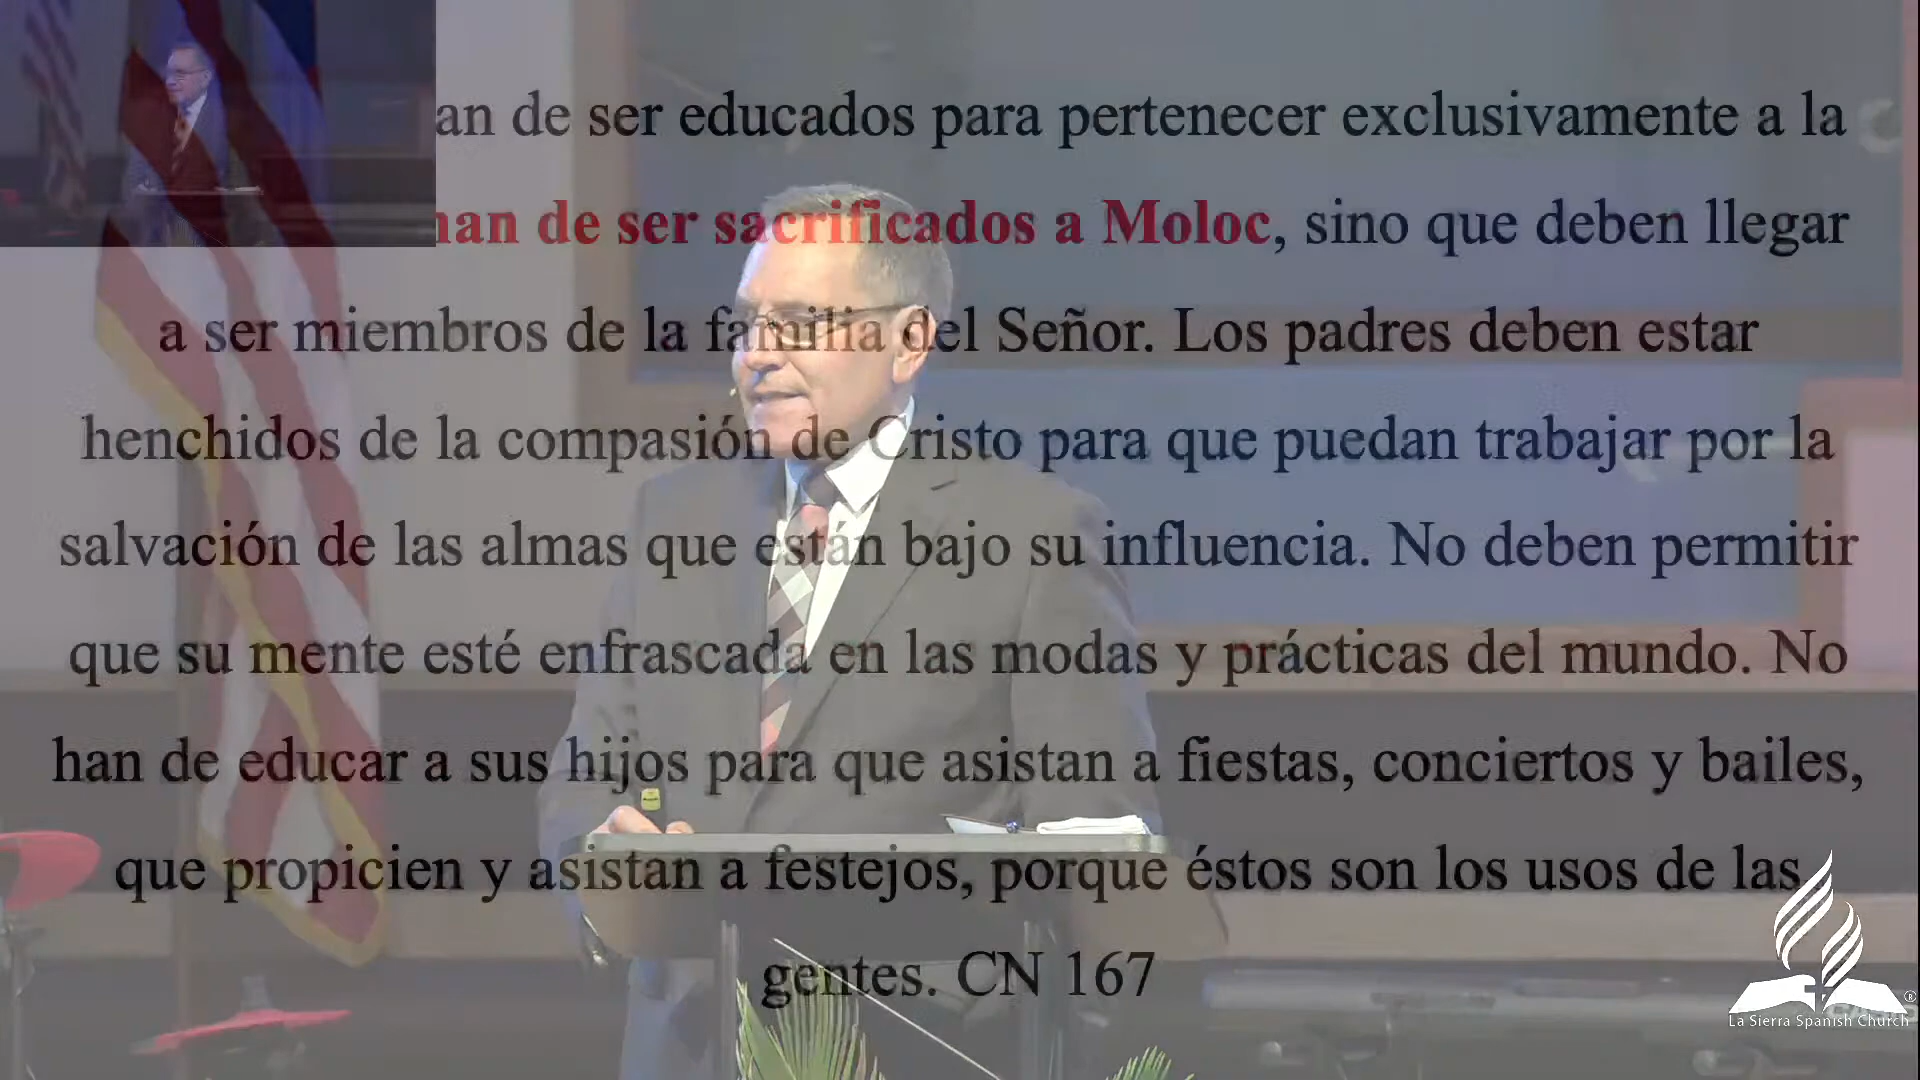 an de ser educados para pertenecer exclusivamente a la
han de ser sacrificados a Moloc, sino que deben llegar
a ser miembros de la familia del Señor. Los padres deben estar
henchidos de la compasión de Cristo para que puedan trabajar por la
salvación de las almas que están bajo su influencia. No deben permitir
que su mente esté enfrascada en las modas y prácticas del mundo. No
han de educar a sus hijos para que asistan a fiestas, conciertos y bailes,
que propicien y asistan a festejos, porque éstos son los usos de las
gentes. CN 167
La Sierra Spanish Church